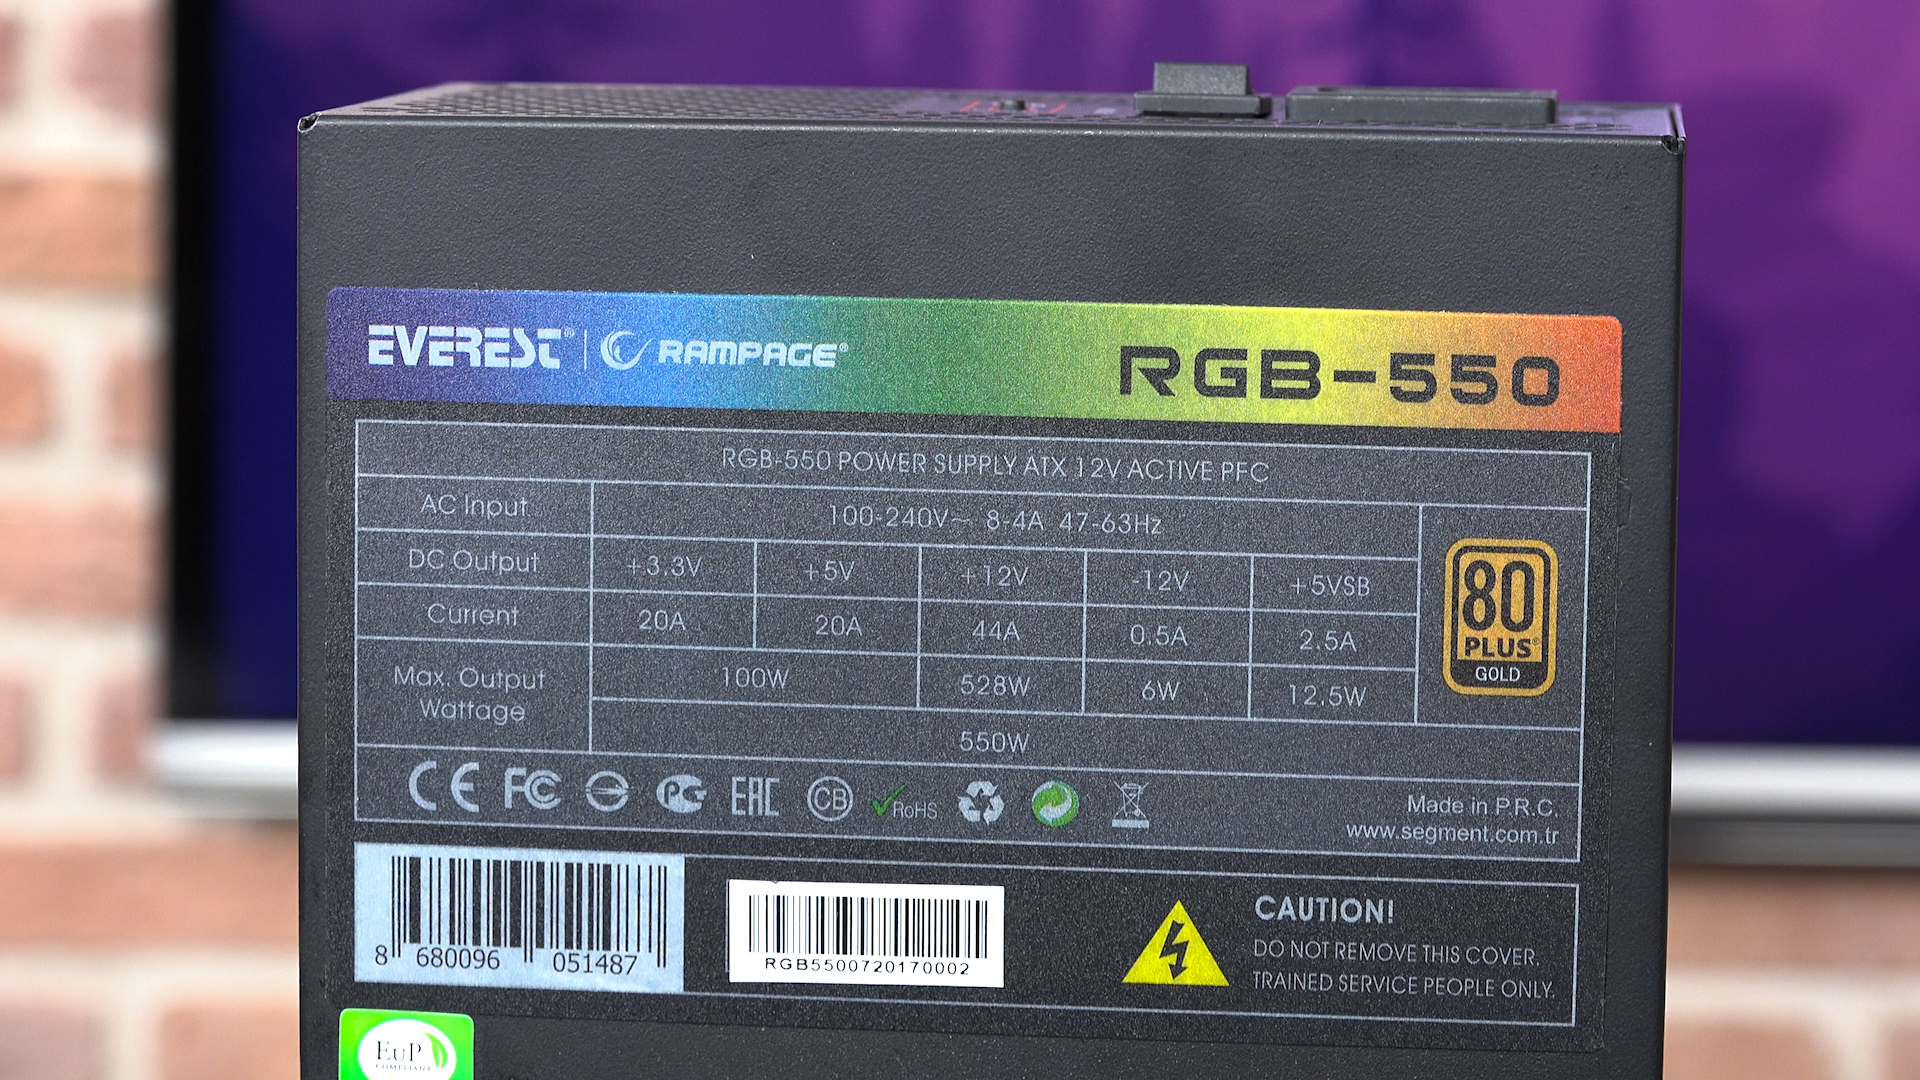 EVEREST® | RAMPAGE®
RGB-550
RGB-550 POWER SUPPLY ATX 12V ACTIVE PFC
AC Input 100-240V~ 8-4A 47-63Hz
DC Output +3.3V +5V +12V -12V +5VSB
Current 20A 20A 44A 0.5A 2.5A
Max. Output Wattage 100W 528W 6W 12.5W
550W
80
PLUS®
GOLD
CE FC PG EAC CB RoHS
Made in P.R.C.
www.segment.com.tr
8 680096 051487
RGB5500720170002
CAUTION!
DO NOT REMOVE THIS COVER.
TRAINED SERVICE PEOPLE ONLY.
EuP
COMPLIANT